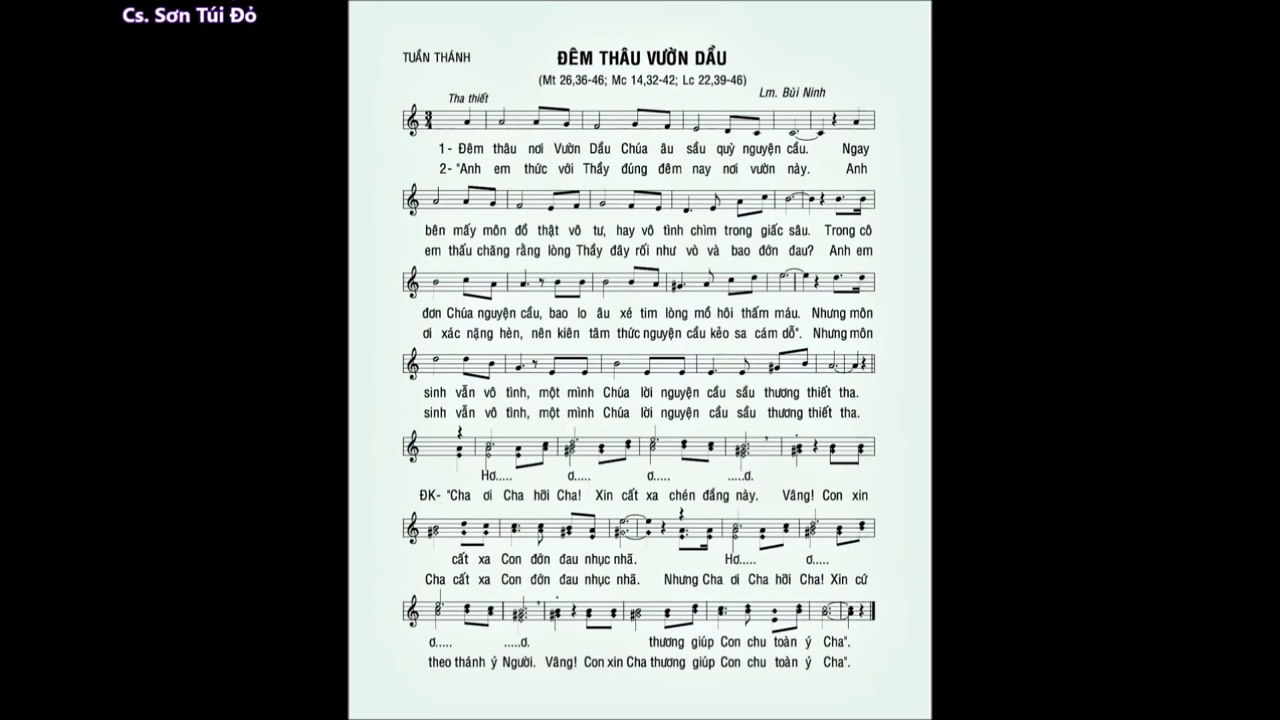 Cs. Sơn Túi Đỏ
TUẦN THÁNH
ĐÊM THÂU VƯỜN DẦU
(Mt 26,36-46; Mc 14,32-42; Lc 22,39-46)
Tha thiết
Lm. Bùi Ninh
3
4
1- Đêm thâu nơi Vườn Dầu Chúa âu sầu quỳ nguyện cầu. Ngay
2- "Anh em thức với Thầy đúng đêm nay nơi vườn này. Anh
bên mấy môn đồ thật vô tư, hay vô tình chìm trong giấc sâu. Trong cô
em thấu chăng rằng lòng Thầy đây rối như vò và bao đớn đau? Anh em
đơn Chúa nguyện cầu, bao lo âu xé tim lòng mồ hôi thấm máu. Nhưng môn
ơi xác nặng hèn, nên kiên tâm thức nguyện cầu kẻo sa cám dỗ". Nhưng môn
sinh vẫn vô tình, một mình Chúa lời nguyện cầu sầu thương thiết tha.
sinh vẫn vô tình, một mình Chúa lời nguyện cầu sầu thương thiết tha.
Hơ..... ơ..... ơ..... .....ơ.
ĐK- "Cha ơi Cha hỡi Cha! Xin cất xa chén đắng này. Vâng! Con xin
cất xa Con đớn đau nhục nhã. Hơ..... ơ.....
Cha cất xa Con đớn đau nhục nhã. Nhưng Cha ơi Cha hỡi Cha! Xin cứ
ơ..... .....ơ. thương giúp Con chu toàn ý Cha".
theo thánh ý Người. Vâng! Con xin Cha thương giúp Con chu toàn ý Cha".